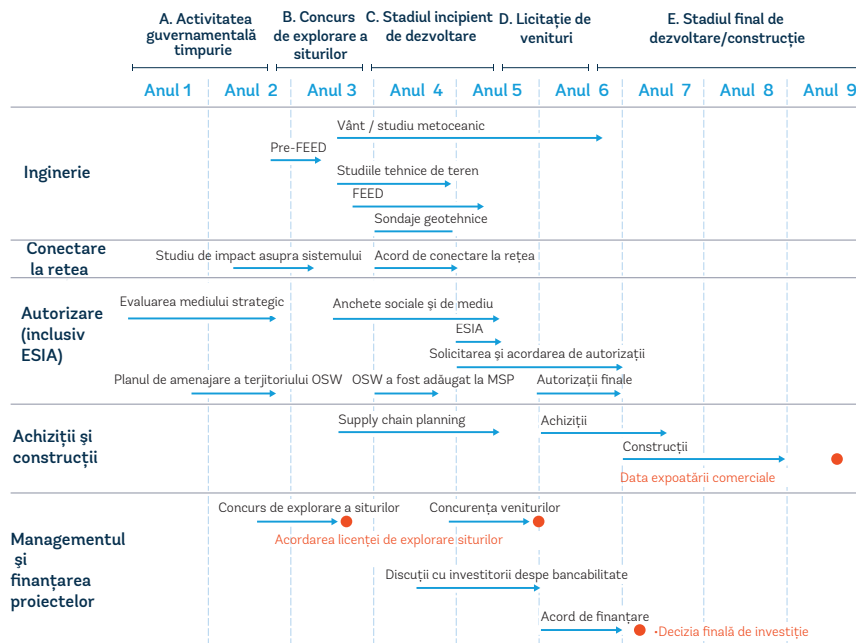 A. Activitatea
guvernamentală
timpurie
B. Concurs
de explorare a
siturilor
C. Stadiul incipient
de dezvoltare
D. Licitație de
venituri
E. Stadiul final de
dezvoltare/construcție
Anul 1 Anul 2 Anul 3 Anul 4 Anul 5 Anul 6 Anul 7 Anul 8 Anul 9
Inginerie
Vânt / studiu metoceanic
Pre-FEED
Studiile tehnice de teren
FEED
Sondaje geotehnice
Conectare
la retea
Studiu de impact asupra sistemului
Acord de conectare la rețea
Autorizare
(inclusiv
ESIA)
Evaluarea mediului strategic
Anchete sociale şi de mediu
ESIA
Solicitarea şi acordarea de autorizații
Planul de amenajare a terjitoriului OSW
OSW a fost adăugat la MSP
Autorizații finale
Achiziții şi
construcții
Supply chain planning
Achiziții
Construcții
Data expoatării comerciale
Managementul
şi
finanțarea
proiectelor
Concurs de explorare a siturilor
Concurența veniturilor
Acordarea licenței de explorare siturilor
Discuții cu investitorii despe bancabilitate
Acord de finanțare
•Decizia finală de investiție